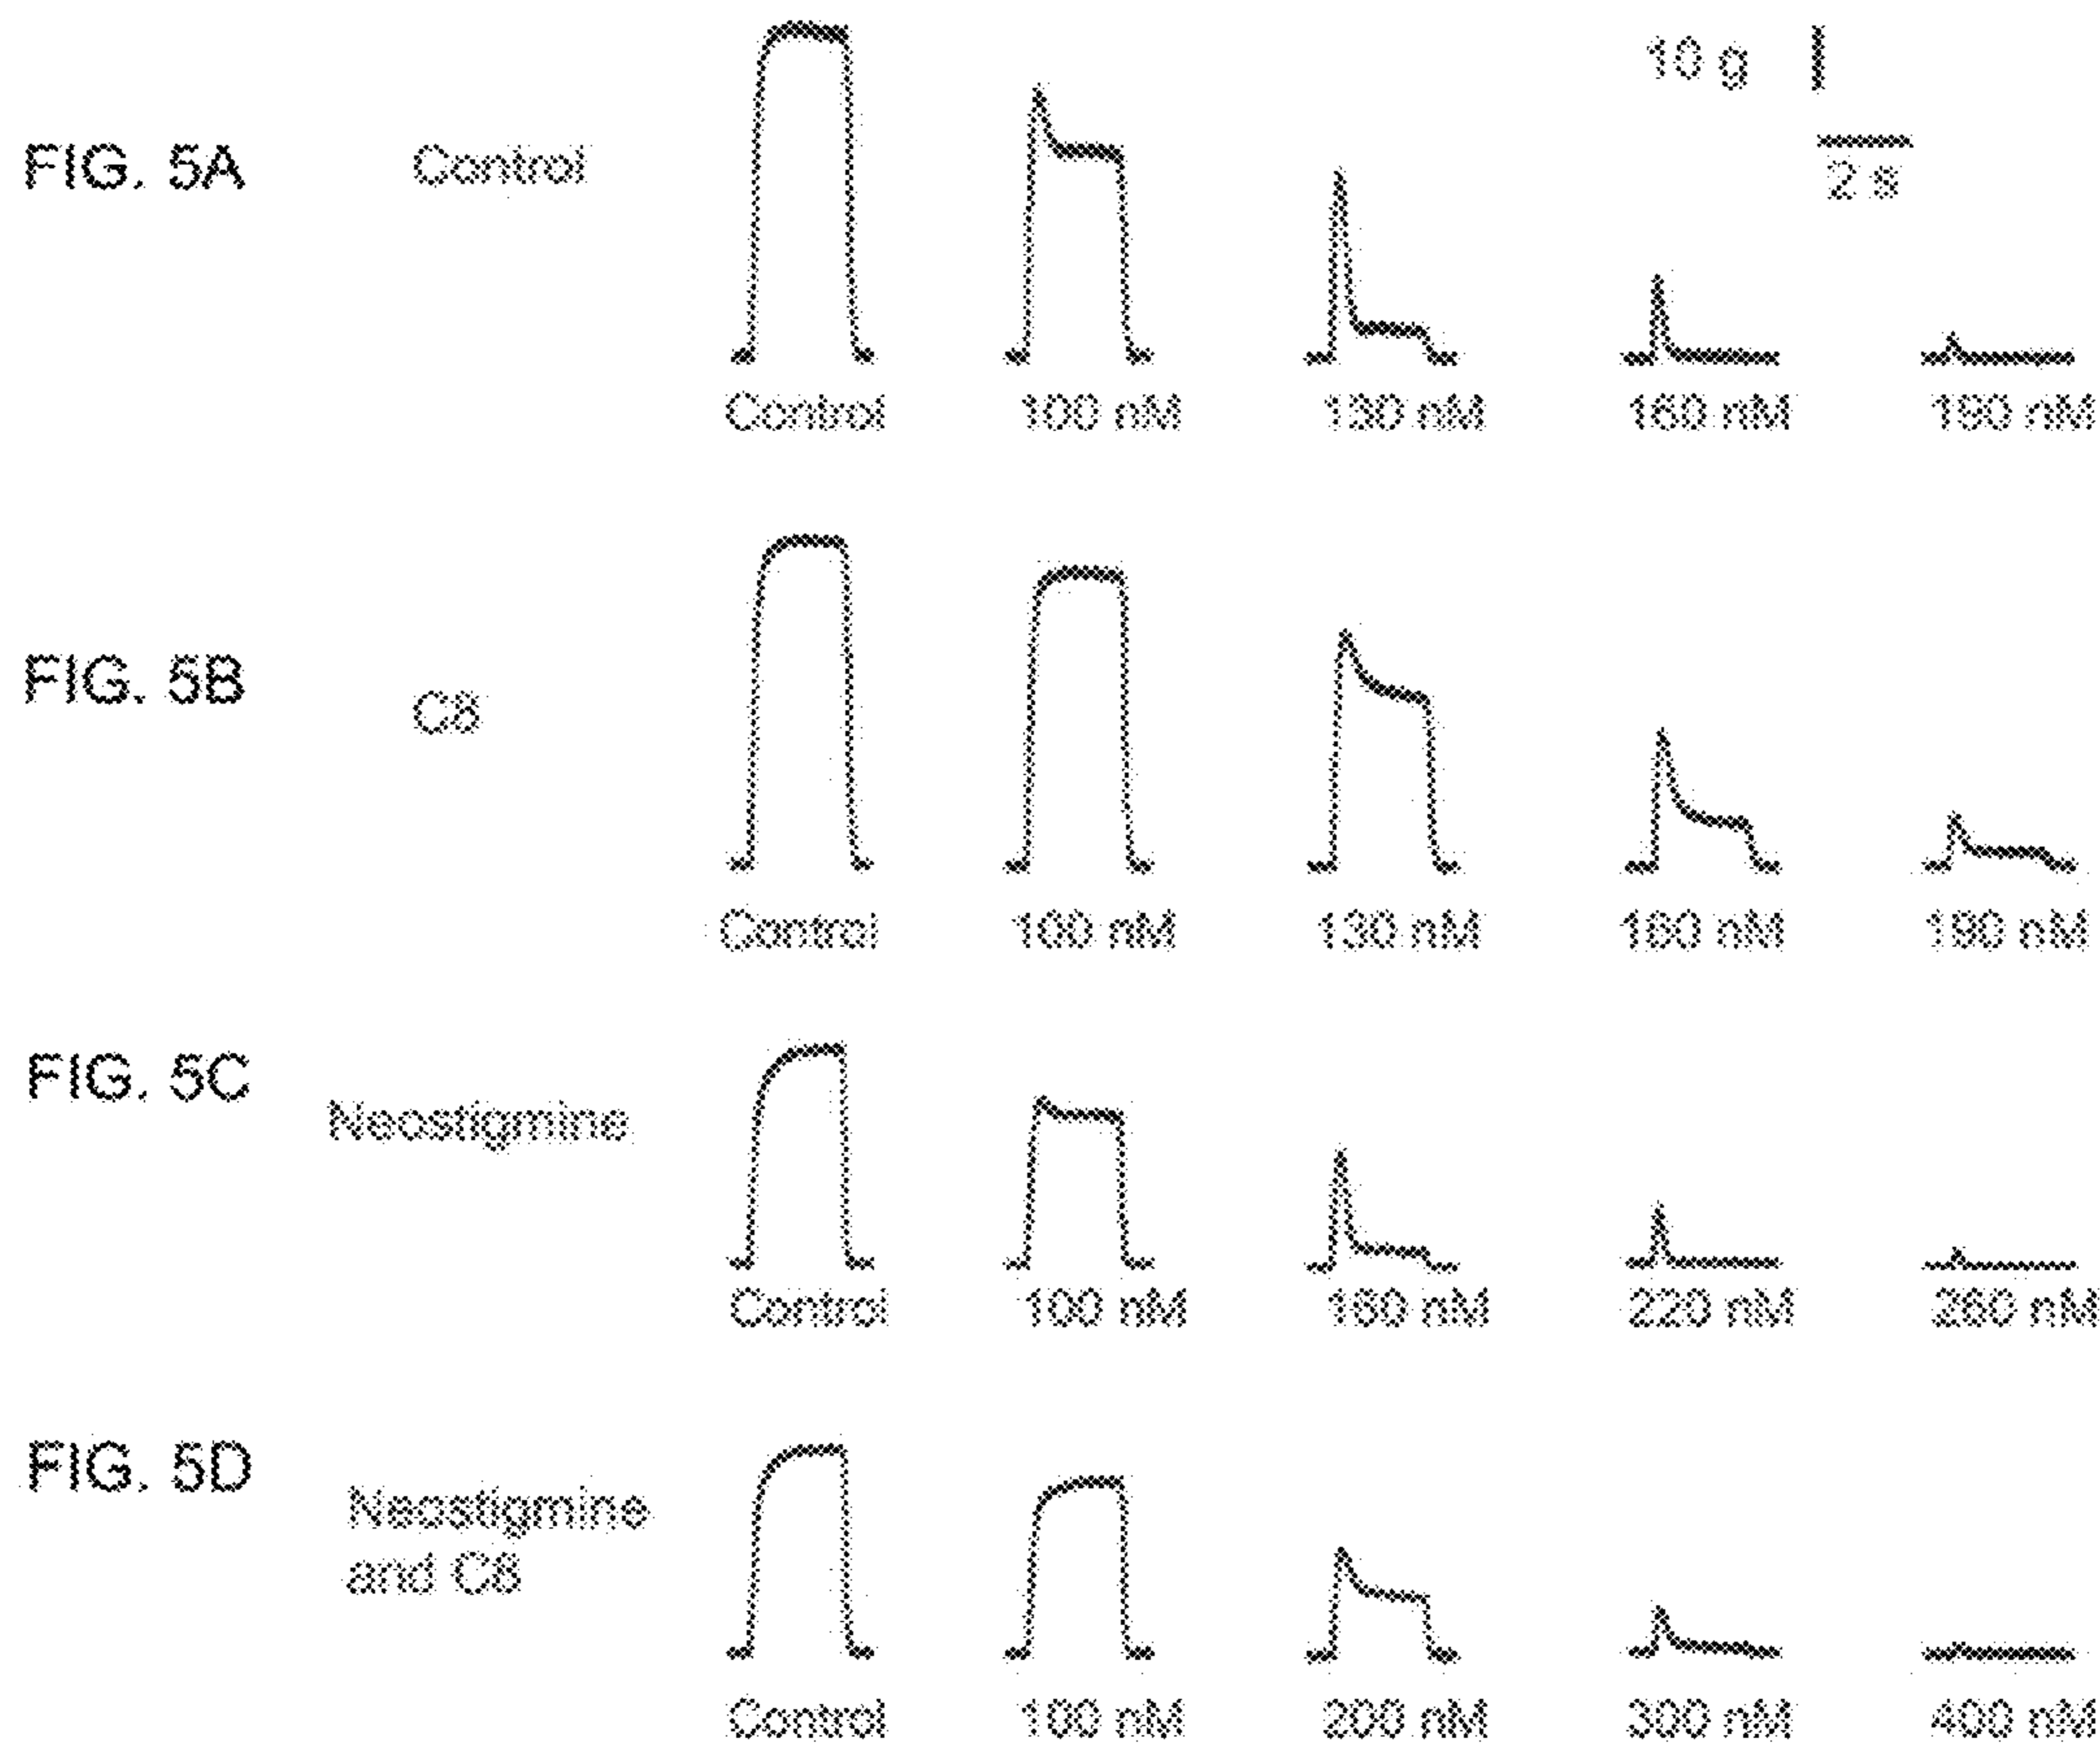 10 g
FIG. 5A Control
2 s
Control 100 nM 130 nM 160 nM 190 nM
FIG. 5B
C8
Control 100 nM 130 nM 160 nM 190 nM
FIG. 5C
Neostigmine
Control 100 nM 160 nM 220 nM 260 nM
FIG. 5D
Neostigmine
and C8
Control 100 nM 200 nM 300 nM 400 nM